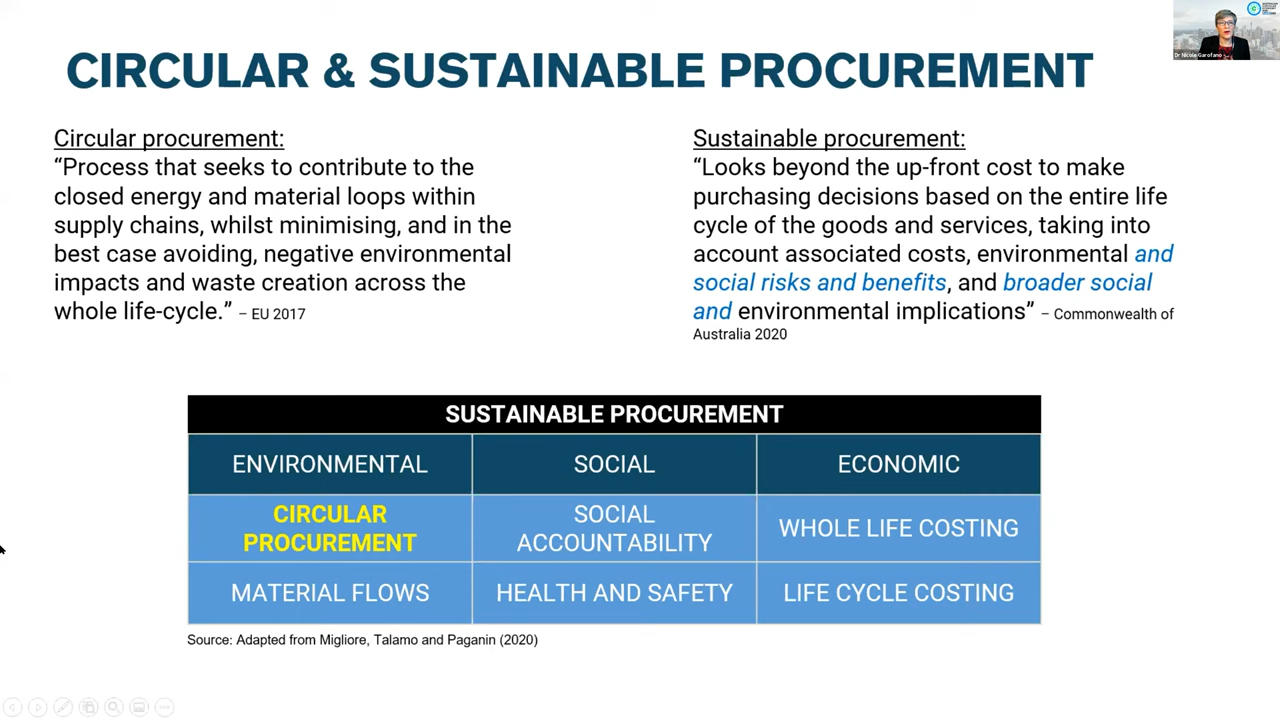 CIRCULAR & SUSTAINABLE PROCUREMENT
Circular procurement:
“Process that seeks to contribute to the
closed energy and material loops within
supply chains, whilst minimising, and in the
best case avoiding, negative environmental
impacts and waste creation across the
whole life-cycle.” – EU 2017
Sustainable procurement:
“Looks beyond the up-front cost to make
purchasing decisions based on the entire life
cycle of the goods and services, taking into
account associated costs, environmental and
social risks and benefits, and broader social
and environmental implications” – Commonwealth of
Australia 2020
SUSTAINABLE PROCUREMENT
ENVIRONMENTAL
SOCIAL
ECONOMIC
CIRCULAR
PROCUREMENT
SOCIAL
ACCOUNTABILITY
WHOLE LIFE COSTING
MATERIAL FLOWS
HEALTH AND SAFETY
LIFE CYCLE COSTING
Source: Adapted from Migliore, Talamo and Paganin (2020)
Dr Nicole Garofano